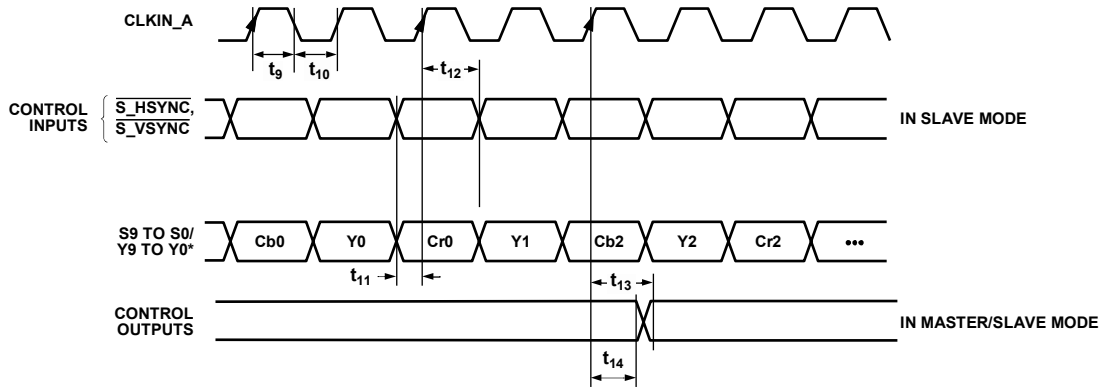 CLKIN_A
t9
t10
t12
CONTROL INPUTS
S_HSYNC,
S_VSYNC
IN SLAVE MODE
S9 TO S0/
Y9 TO Y0*
Cb0
Y0
Cr0
Y1
Cb2
Y2
Cr2
•••
t11
t13
CONTROL
OUTPUTS
IN MASTER/SLAVE MODE
t14